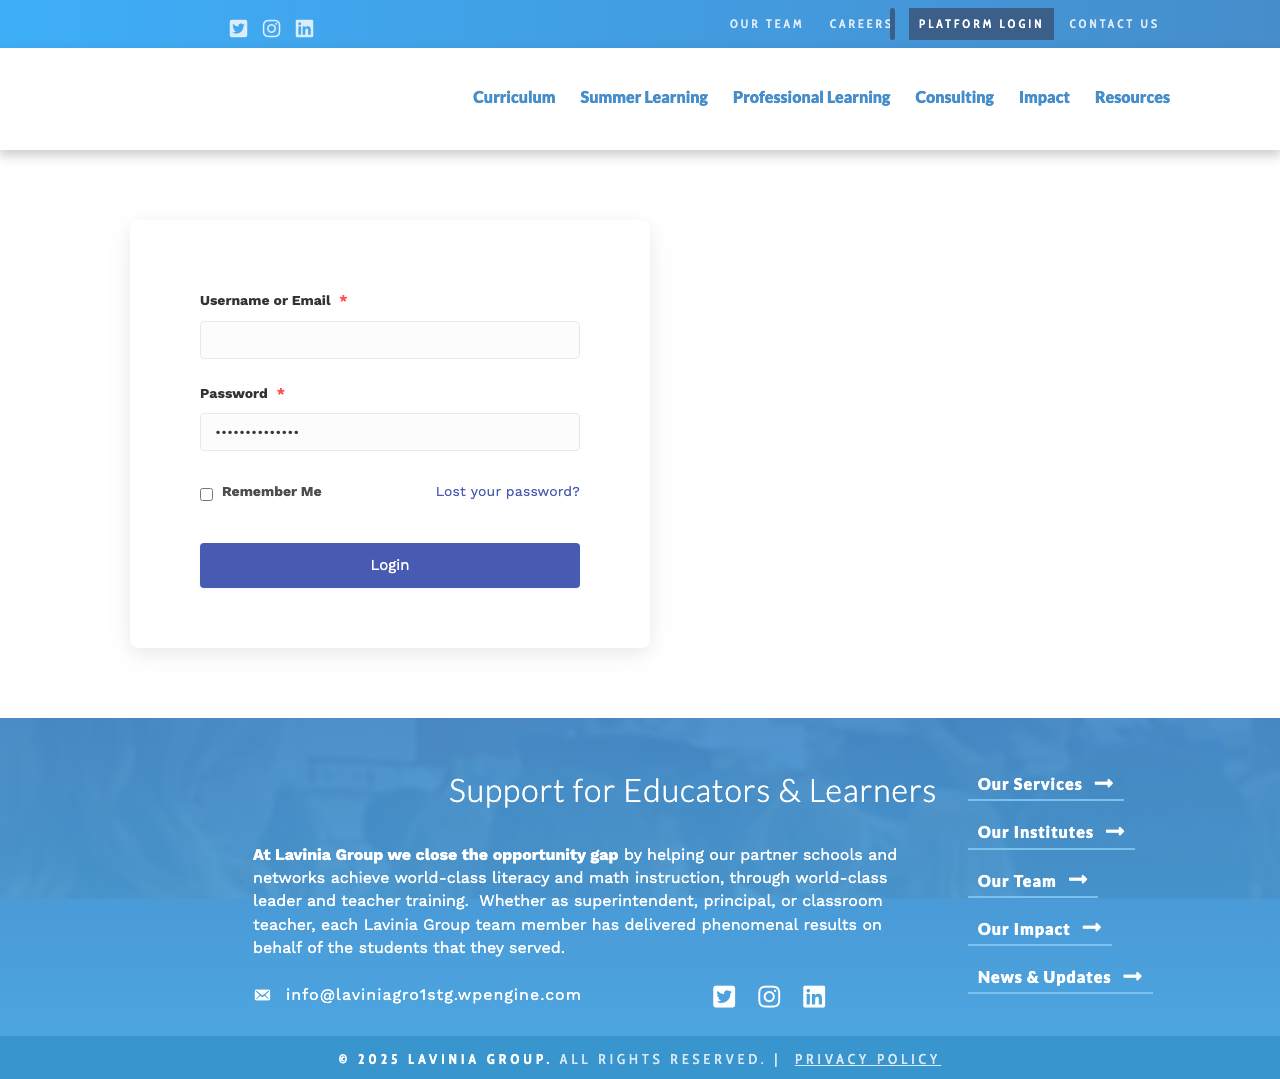 OUR TEAM CAREERS PLATFORM LOGIN CONTACT US
Curriculum Summer Learning Professional Learning Consulting Impact Resources
Username or Email *
Password *
••••••••••••••
Remember Me Lost your password?
Login
Support for Educators & Learners
At Lavinia Group we close the opportunity gap by helping our partner schools and
networks achieve world-class literacy and math instruction, through world-class
leader and teacher training. Whether as superintendent, principal, or classroom
teacher, each Lavinia Group team member has delivered phenomenal results on
behalf of the students that they served.
info@laviniagro1stg.wpengine.com
Our Services
Our Institutes
Our Team
Our Impact
News & Updates
© 2025 LAVINIA GROUP. ALL RIGHTS RESERVED. | PRIVACY POLICY